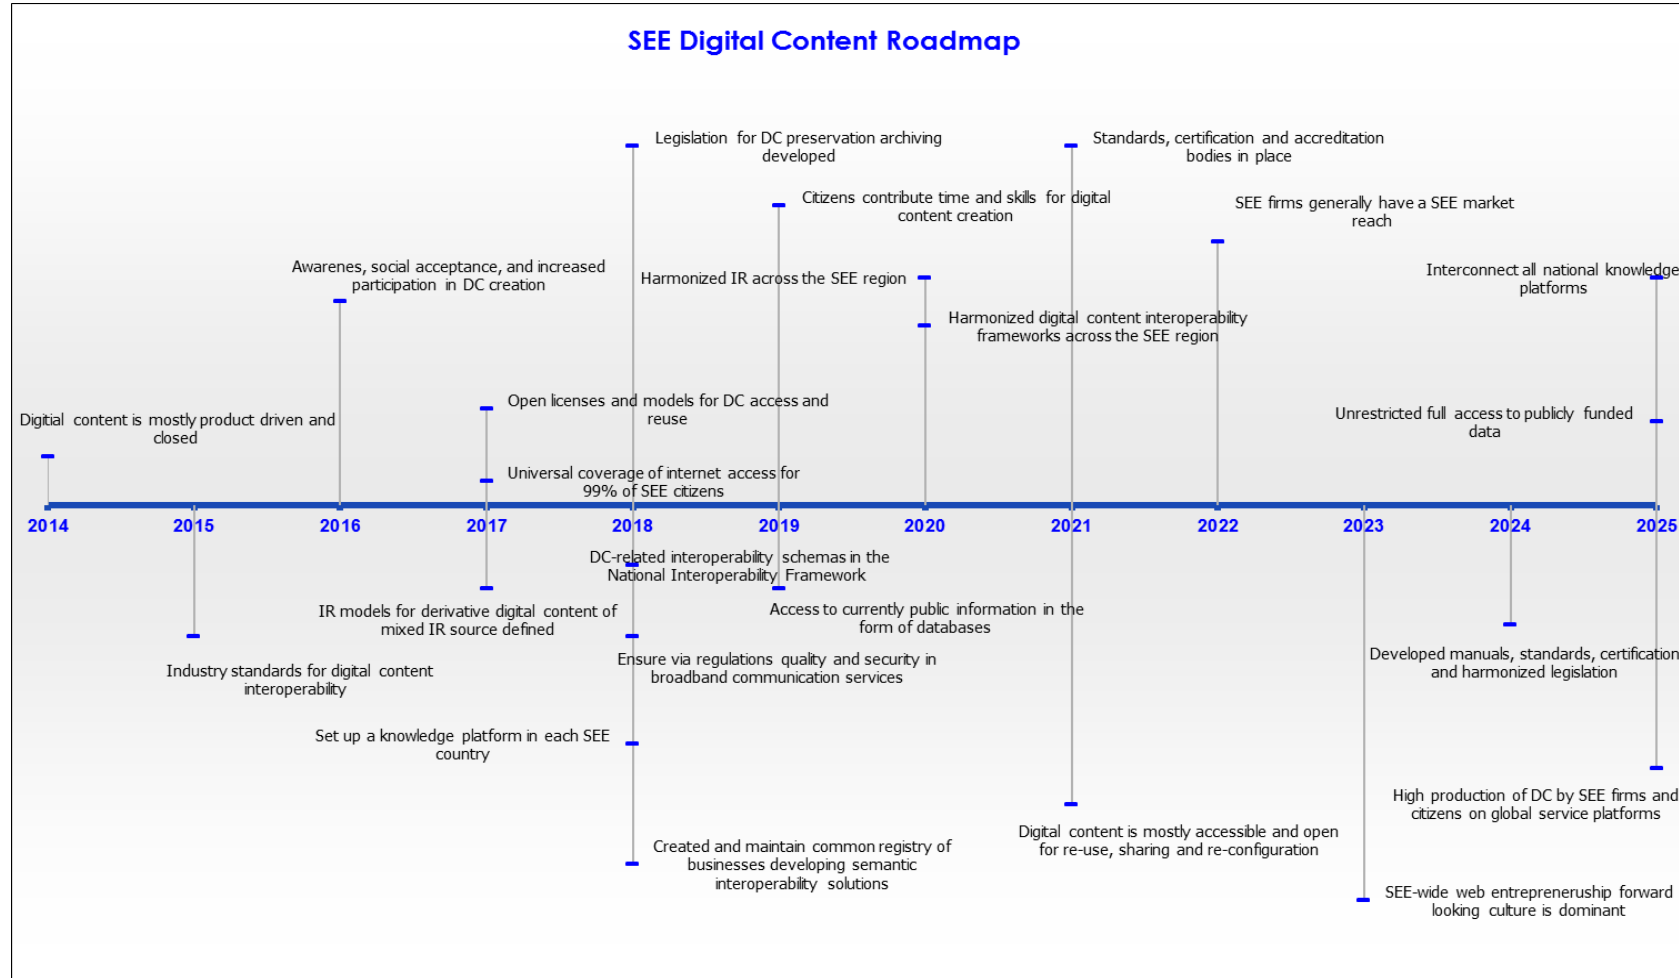 SEE Digital Content Roadmap
Legislation for DC preservation archiving
developed
Standards, certification and accreditation
bodies in place
Citizens contribute time and skills for digital
content creation
SEE firms generally have a SEE market
reach
Awarenes, social acceptance, and increased
participation in DC creation
Harmonized IR across the SEE region
Interconnect all national knowledge
platforms
Harmonized digital content interoperability
frameworks across the SEE region
Open licenses and models for DC access and
reuse
Digitial content is mostly product driven and
closed
Unrestricted full access to publicly funded
data
Universal coverage of internet access for
99% of SEE citizens
2014 2015 2016 2017 2018 2019 2020 2021 2022 2023 2024 2025
DC-related interoperability schemas in the
National Interoperability Framework
IR models for derivative digital content of
mixed IR source defined
Access to currently public information in the
form of databases
Industry standards for digital content
interoperability
Ensure via regulations quality and security in
broadband communication services
Developed manuals, standards, certification
and harmonized legislation
Set up a knowledge platform in each SEE
country
High production of DC by SEE firms and
citizens on global service platforms
Digital content is mostly accessible and open
for re-use, sharing and re-configuration
Created and maintain common registry of
businesses developing semantic
interoperability solutions
SEE-wide web entrepreneruship forward
looking culture is dominant